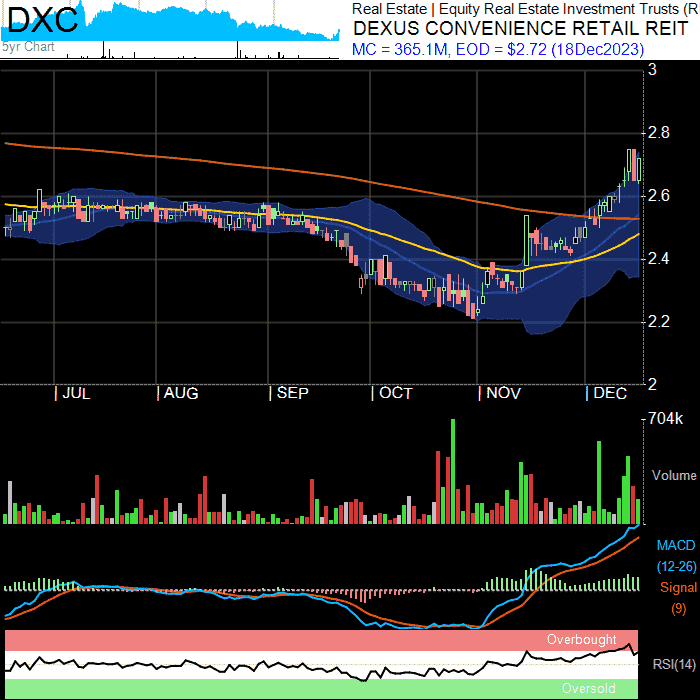 DXC
5yr Chart
Real Estate | Equity Real Estate Investment Trusts (R
DEXUS CONVENIENCE RETAIL REIT
MC = 365.1M, EOD = $2.72 (18Dec2023)
3
2.8
2.6
2.4
2.2
2
| JUL | AUG | SEP | OCT | NOV | DEC
704k
Volume
MACD
(12-26)
Signal
(9)
Overbought
RSI(14)
Oversold